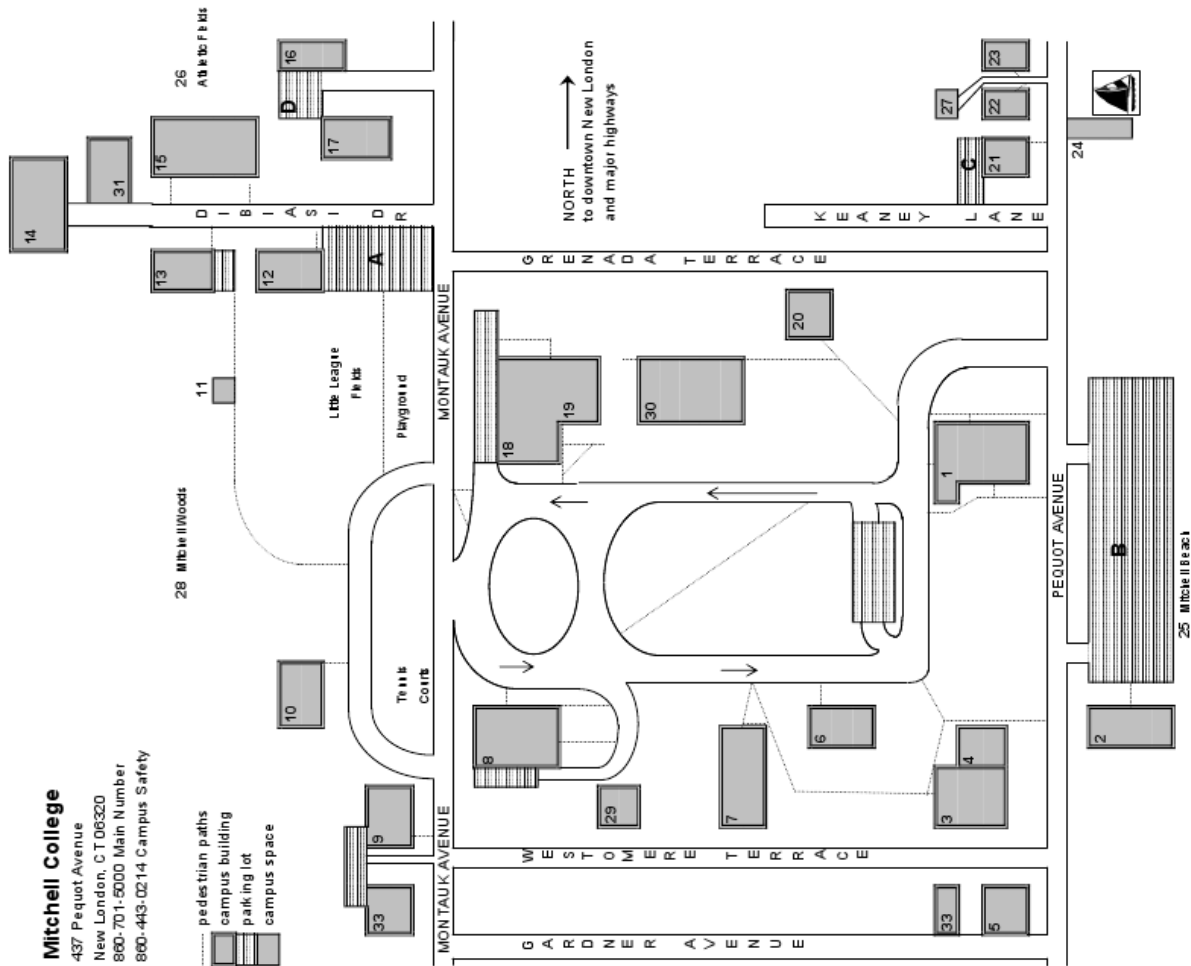 Mitchell College
437 Pequot Avenue
New London, CT 06320
860-701-5000 Main Number
860-443-0214 Campus Safety
pedestrian paths
campus building
parking lot
campus space
26
Athletic Fields
28 Mitchell Woods
Little League
Fields
Playground
Tennis
Courts
NORTH
to downtown New London
and major highways
MONTAUK AVENUE
MONTAUK AVENUE
MONTAUK AVENUE
DIBIASI DR
GRENADA TERRACE
KEANEY LANE
WESTOMERE TERRACE
GARDNER AVENUE
PEQUOT AVENUE
25 Mitchell Beach
A
B
C
D
1
2
3
4
5
6
7
8
9
10
11
12
13
14
15
16
17
18
19
20
21
22
23
24
27
29
30
31
33
33